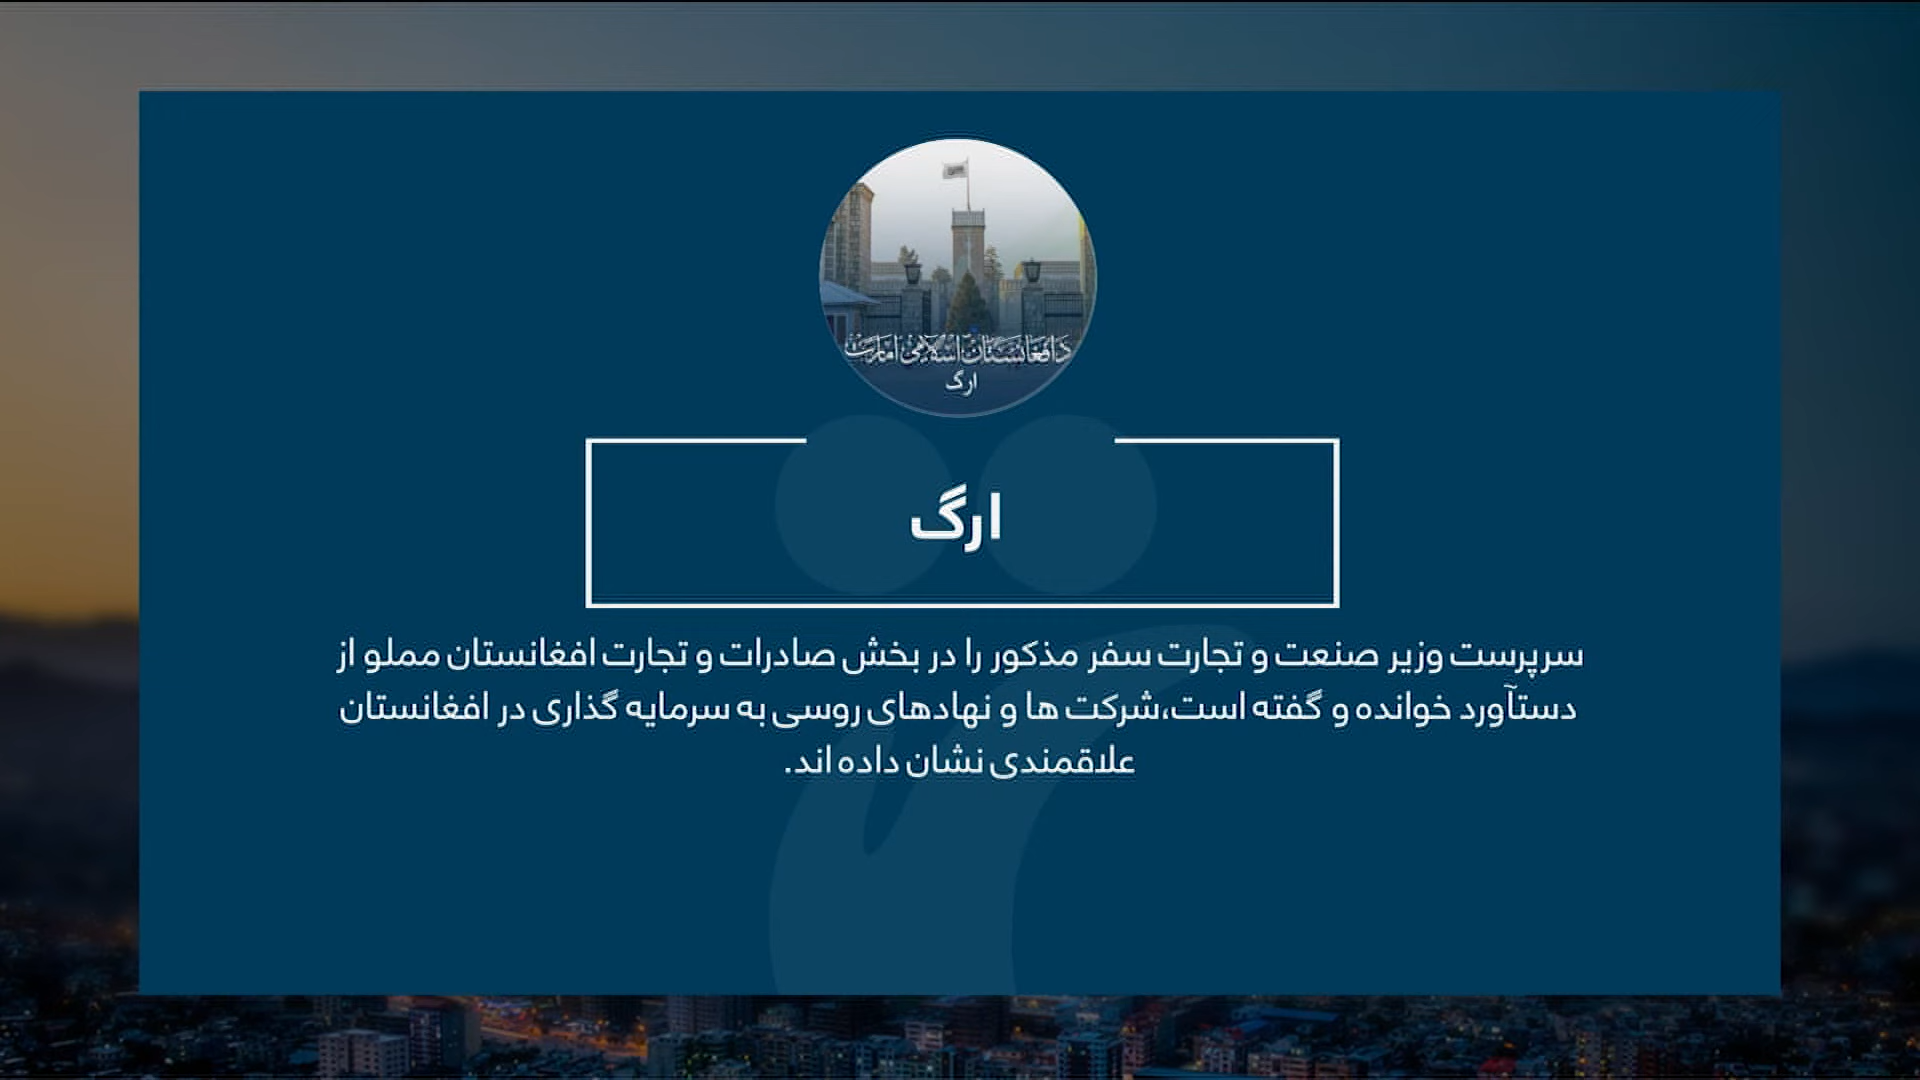 دافغانستان اسلامي امارت
ارگ
ارگ
سرپرست وزیر صنعت و تجارت سفر مذکور را در بخش صادرات و تجارت افغانستان مملو از
دستآورد خوانده و گفته است،شرکت ها و نهادهای روسی به سرمایه گذاری در افغانستان
علاقمندی نشان داده اند.